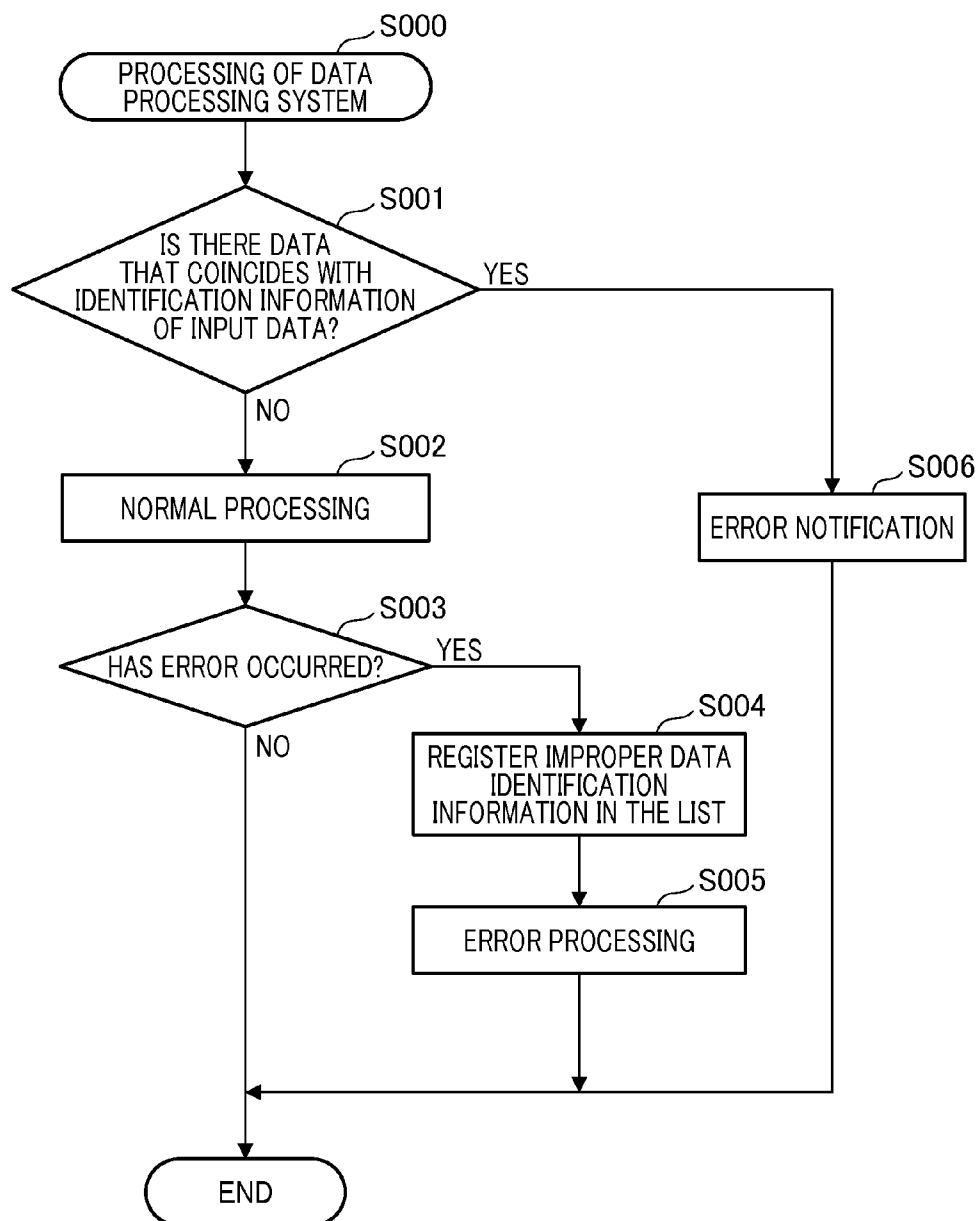 S000
PROCESSING OF DATA
PROCESSING SYSTEM
S001
IS THERE DATA
THAT COINCIDES WITH
IDENTIFICATION INFORMATION
OF INPUT DATA?
YES
NO
S002
NORMAL PROCESSING
S006
ERROR NOTIFICATION
S003
HAS ERROR OCCURRED?
YES
NO
S004
REGISTER IMPROPER DATA
IDENTIFICATION
INFORMATION IN THE LIST
S005
ERROR PROCESSING
END